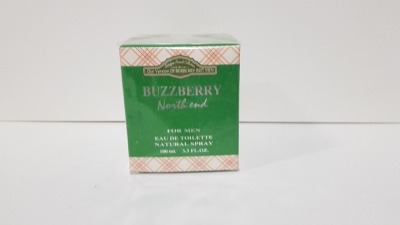 BUZZBERRY
North end
FOR MEN
EAU DE TOILETTE
NATURAL SPRAY
100 ml. 3.3 FL.OZ.